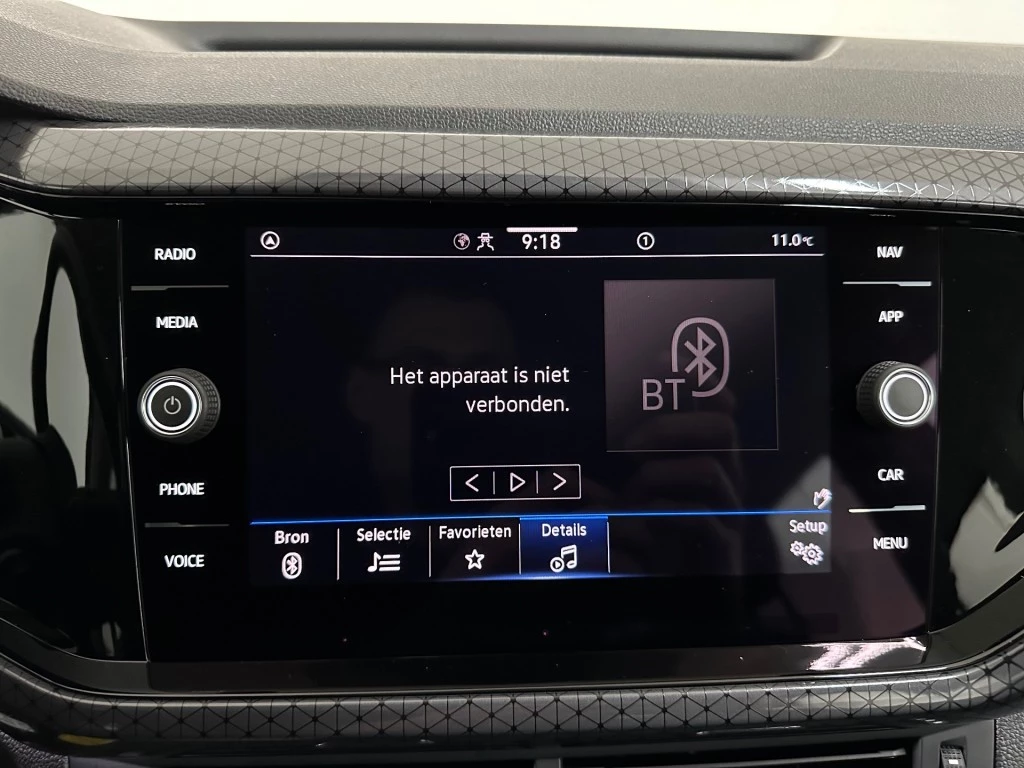 RADIO
MEDIA
PHONE
VOICE
9:18
1
11.0°C
Het apparaat is niet
verbonden.
BT
Bron
Selectie
Favorieten
Details
Setup
NAV
APP
CAR
MENU